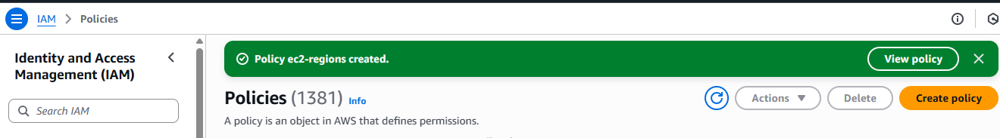 IAM > Policies
Identity and Access
Management (IAM)
Search IAM
Policy ec2-regions created.
View policy
Policies (1381) Info
Actions
Delete
Create policy
A policy is an object in AWS that defines permissions.